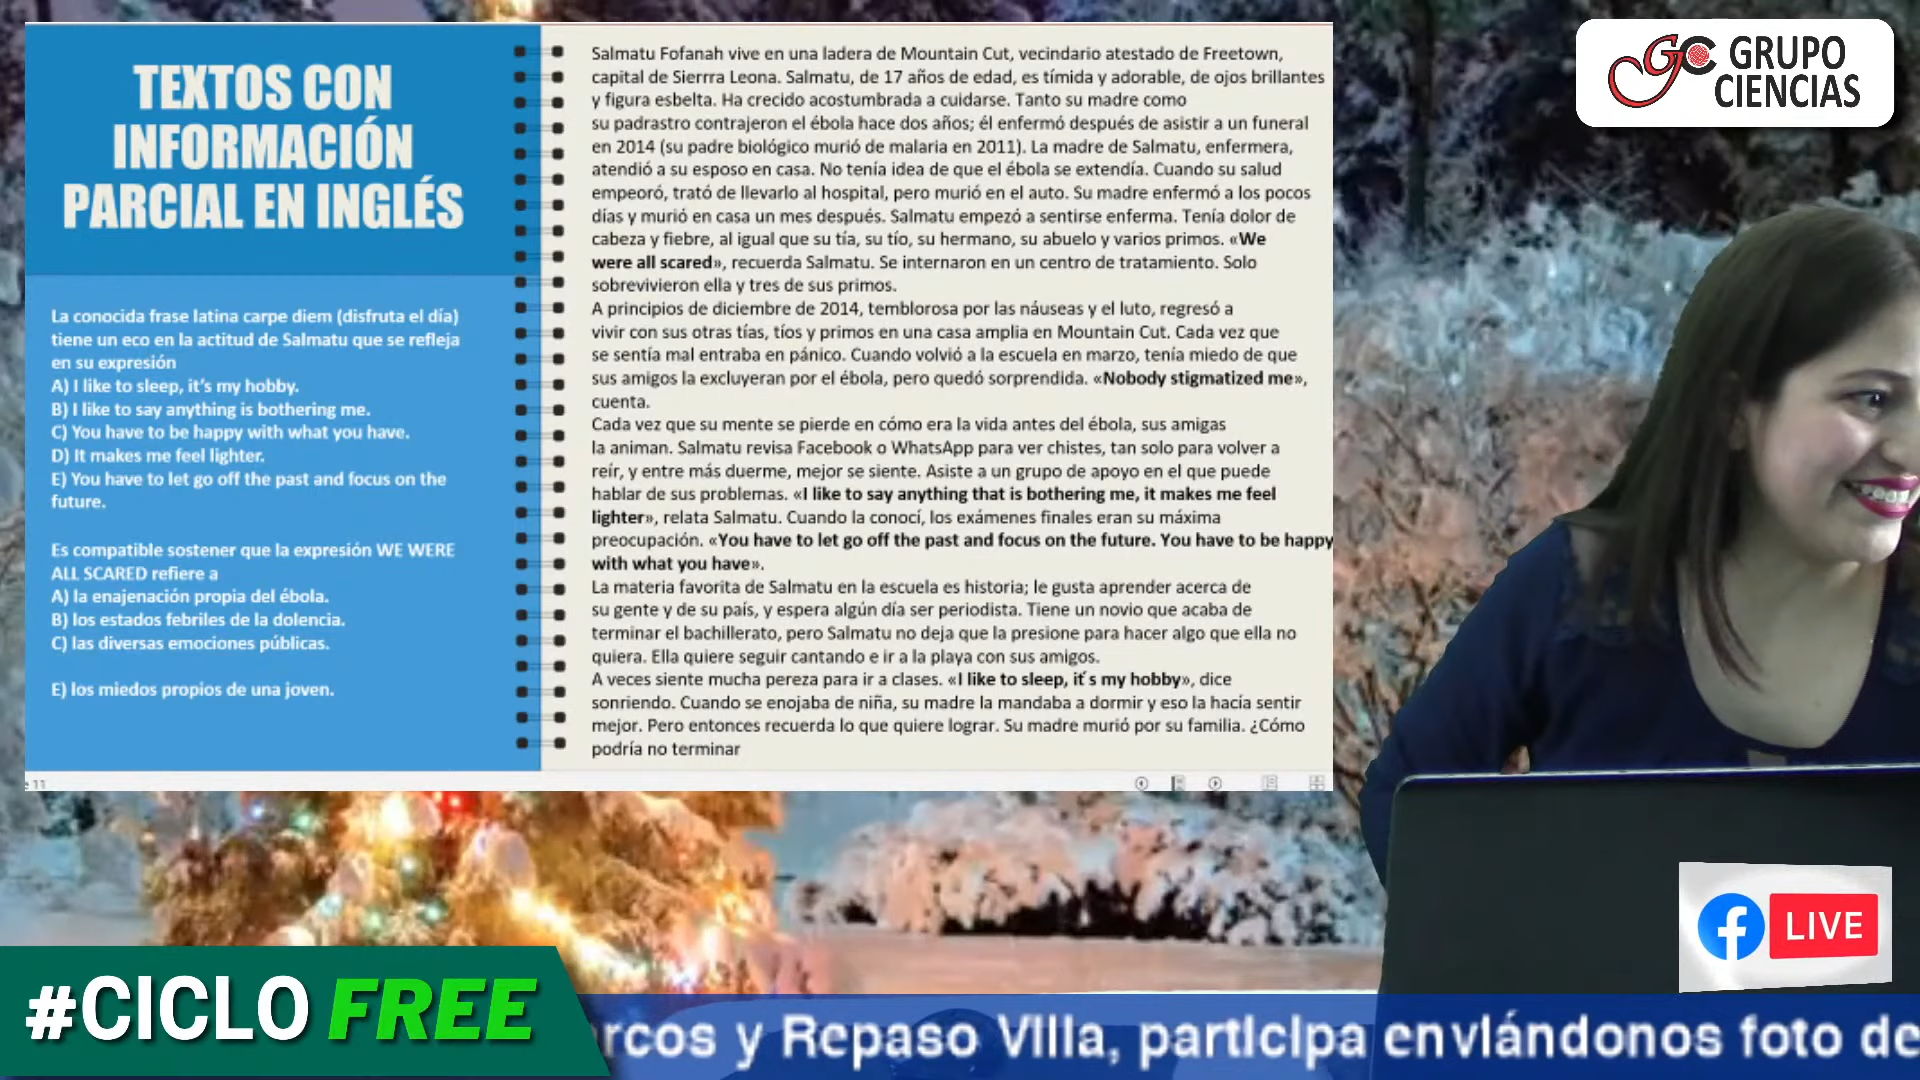 TEXTOS CON
INFORMACIÓN
PARCIAL EN INGLÉS
La conocida frase latina carpe diem (disfruta el día)
tiene un eco en la actitud de Salmatu que se refleja
en su expresión
A) I like to sleep, it's my hobby.
B) I like to say anything is bothering me.
C) You have to be happy with what you have.
D) It makes me feel lighter.
E) You have to let go off the past and focus on the
future.
Es compatible sostener que la expresión WE WERE
ALL SCARED refiere a
A) la enajenación propia del ébola.
B) los estados febriles de la dolencia.
C) las diversas emociones públicas.
E) los miedos propios de una joven.
Salmatu Fofanah vive en una ladera de Mountain Cut, vecindario atestado de Freetown,
capital de Sierrra Leona. Salmatu, de 17 años de edad, es tímida y adorable, de ojos brillantes
y figura esbelta. Ha crecido acostumbrada a cuidarse. Tanto su madre como
su padrastro contrajeron el ébola hace dos años; él enfermó después de asistir a un funeral
en 2014 (su padre biológico murió de malaria en 2011). La madre de Salmatu, enfermera,
atendió a su esposo en casa. No tenía idea de que el ébola se extendía. Cuando su salud
empeoró, trató de llevarlo al hospital, pero murió en el auto. Su madre enfermó a los pocos
días y murió en casa un mes después. Salmatu empezó a sentirse enferma. Tenía dolor de
cabeza y fiebre, al igual que su tía, su tío, su hermano, su abuelo y varios primos. «We
were all scared», recuerda Salmatu. Se internaron en un centro de tratamiento. Solo
sobrevivieron ella y tres de sus primos.
A principios de diciembre de 2014, temblorosa por las náuseas y el luto, regresó a
vivir con sus otras tías, tíos y primos en una casa amplia en Mountain Cut. Cada vez que
se sentía mal entraba en pánico. Cuando volvió a la escuela en marzo, tenía miedo de que
sus amigos la excluyeran por el ébola, pero quedó sorprendida. «Nobody stigmatized me»,
cuenta.
Cada vez que su mente se pierde en cómo era la vida antes del ébola, sus amigas
la animan. Salmatu revisa Facebook o WhatsApp para ver chistes, tan solo para volver a
reír, y entre más duerme, mejor se siente. Asiste a un grupo de apoyo en el que puede
hablar de sus problemas. «I like to say anything that is bothering me, it makes me feel
lighter», relata Salmatu. Cuando la conocí, los exámenes finales eran su máxima
preocupación. «You have to let go off the past and focus on the future. You have to be happy
with what you have».
La materia favorita de Salmatu en la escuela es historia; le gusta aprender acerca de
su gente y de su país, y espera algún día ser periodista. Tiene un novio que acaba de
terminar el bachillerato, pero Salmatu no deja que la presione para hacer algo que ella no
quiera. Ella quiere seguir cantando e ir a la playa con sus amigos.
A veces siente mucha pereza para ir a clases. «I like to sleep, it´s my hobby», dice
sonriendo. Cuando se enojaba de niña, su madre la mandaba a dormir y eso la hacía sentir
mejor. Pero entonces recuerda lo que quiere lograr. Su madre murió por su familia. ¿Cómo
podría no terminar
11
GC GRUPO
CIENCIAS
LIVE
#CICLO FREE
rcos y Repaso Villa, participa enviándonos foto de